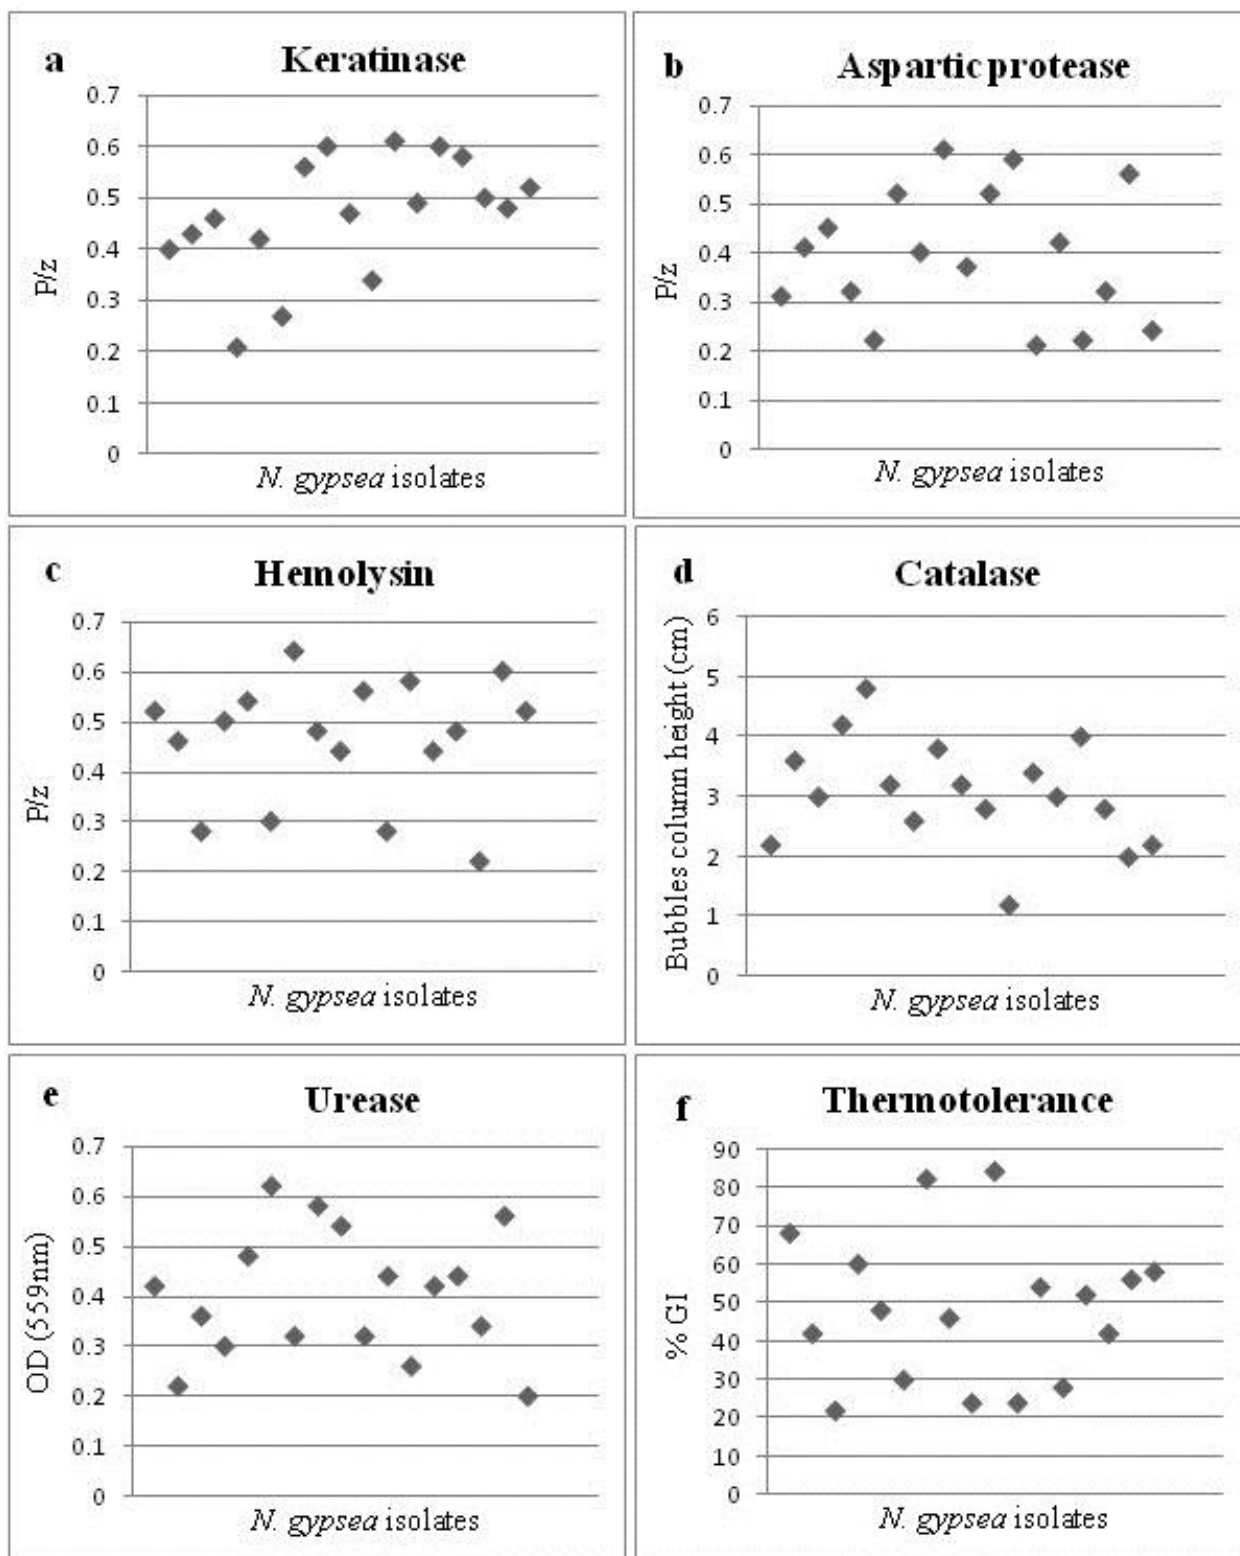 a Keratinase
0.7
0.6
0.5
0.4
0.3
0.2
0.1
0
P/z
N. gypsea isolates
b Aspartic protease
0.7
0.6
0.5
0.4
0.3
0.2
0.1
0
P/z
N. gypsea isolates
c Hemolysin
0.7
0.6
0.5
0.4
0.3
0.2
0.1
0
P/z
N. gypsea isolates
d Catalase
6
5
4
3
2
1
0
Bubbles column height (cm)
N. gypsea isolates
e Urease
0.7
0.6
0.5
0.4
0.3
0.2
0.1
0
OD (559nm)
N. gypsea isolates
f Thermotolerance
90
80
70
60
50
40
30
20
10
0
% GI
N. gypsea isolates